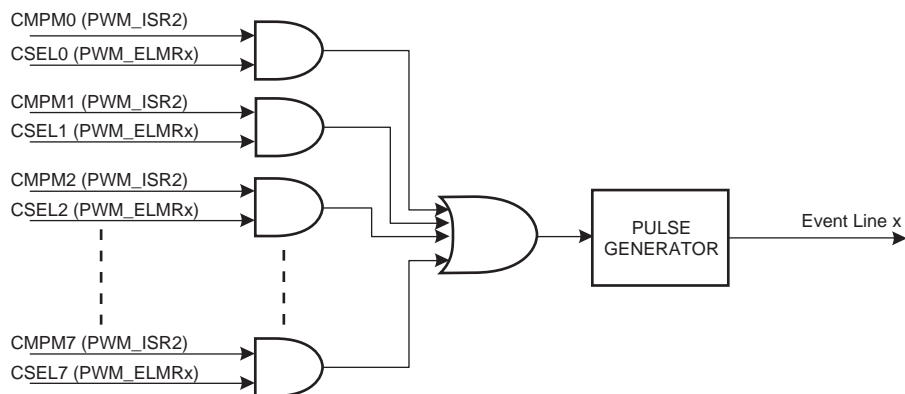 CMPM0 (PWM_ISR2)
CSEL0 (PWM_ELMRx)
CMPM1 (PWM_ISR2)
CSEL1 (PWM_ELMRx)
CMPM2 (PWM_ISR2)
CSEL2 (PWM_ELMRx)
CMPM7 (PWM_ISR2)
CSEL7 (PWM_ELMRx)
PULSE
GENERATOR
Event Line x